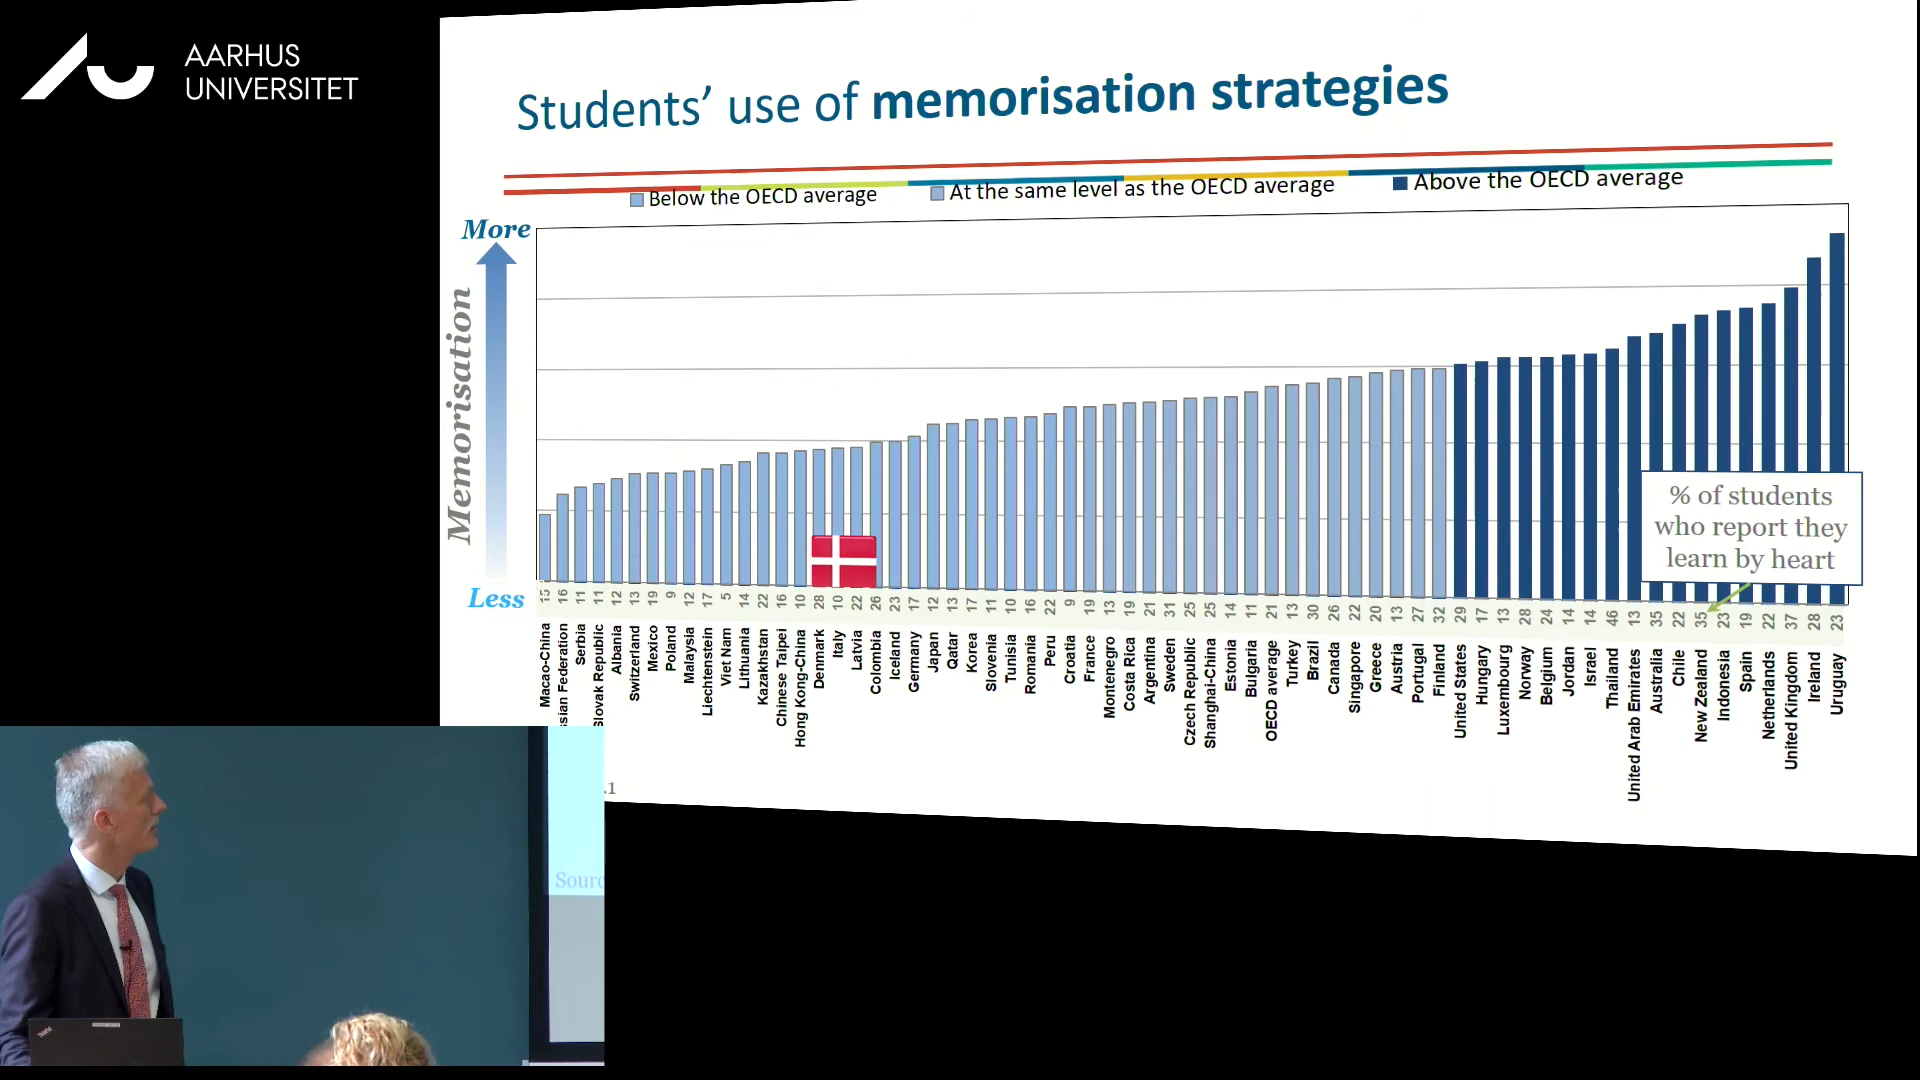 AARHUS
UNIVERSITET
Students’ use of memorisation strategies
Below the OECD average
At the same level as the OECD average
Above the OECD average
More
Memorisation
Less
% of students
who report they
learn by heart
15 16 11 11 12 13 19 9 12 17 5 14 22 16 10 28 10 22 26 23 17 12 13 17 11 10 16 22 9 19 13 19 21 31 25 25 14 11 21 13 30 26 22 20 13 27 32 29 17 13 28 24 14 14 46 13 35 22 35 23 19 22 37 28 23
Macao-China
ssian Federation
Serbia
Slovak Republic
Albania
Switzerland
Mexico
Poland
Malaysia
Liechtenstein
Viet Nam
Lithuania
Kazakhstan
Chinese Taipei
Hong Kong-China
Denmark
Italy
Latvia
Colombia
Iceland
Germany
Japan
Qatar
Korea
Slovenia
Tunisia
Romania
Peru
Croatia
France
Montenegro
Costa Rica
Argentina
Sweden
Czech Republic
Shanghai-China
Estonia
Bulgaria
OECD average
Turkey
Brazil
Canada
Singapore
Greece
Austria
Portugal
Finland
United States
Hungary
Luxembourg
Norway
Belgium
Jordan
Israel
Thailand
United Arab Emirates
Australia
Chile
New Zealand
Indonesia
Spain
Netherlands
United Kingdom
Ireland
Uruguay
.1
Sourc